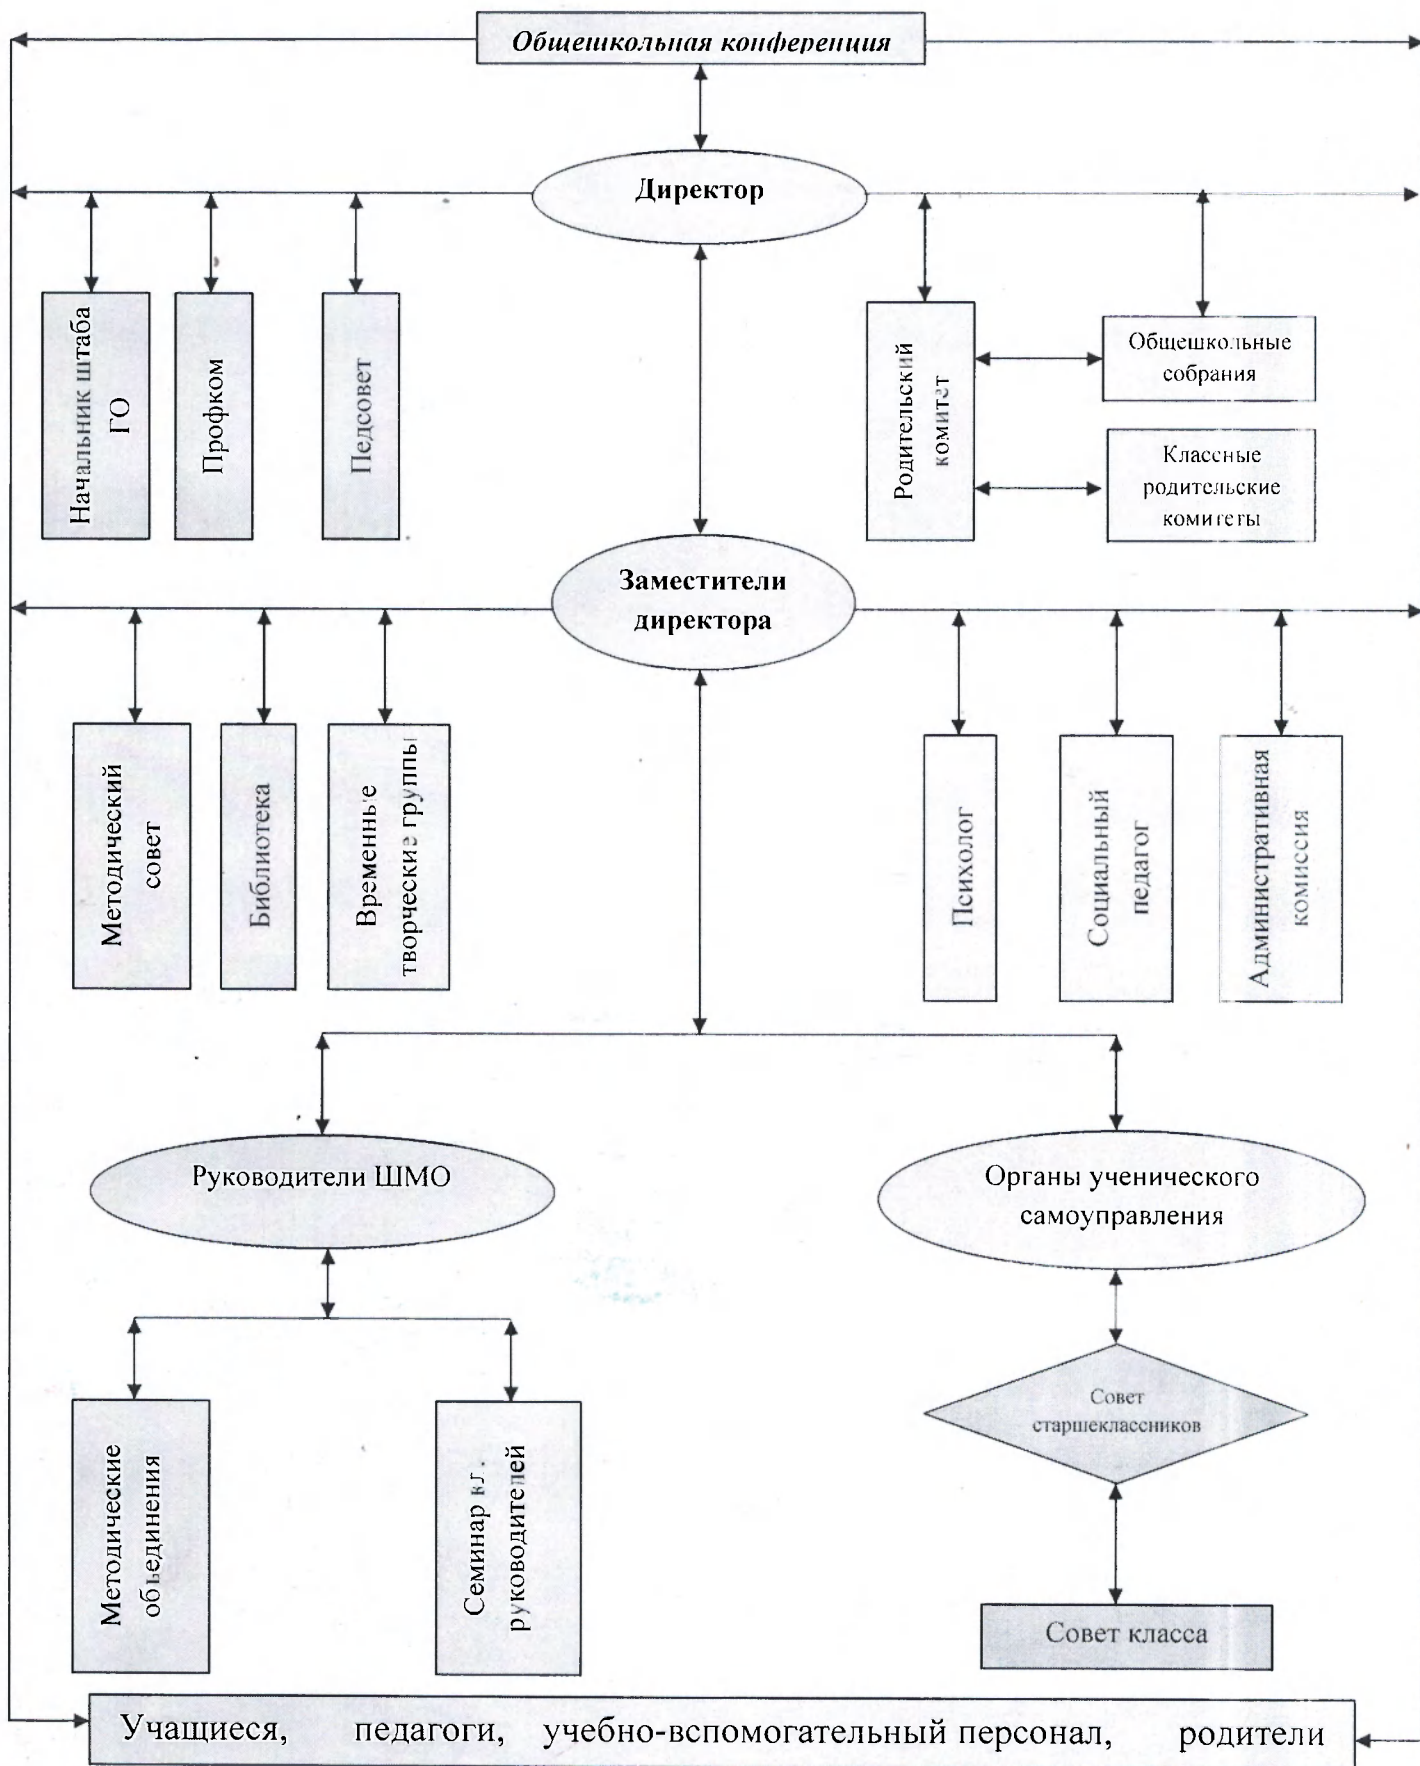 Общешкольная конференция
Директор
Начальник штаба
ГО
Профком
Педсовет
Родительский
комитет
Общешкольные
собрания
Классные
родительские
комитеты
Заместители
директора
Методический
совет
Библиотека
Временные
творческие группы
Психолог
Социальный
педагог
Административная
комиссия
Руководители ШМО
Органы ученического
самоуправления
Методические
объединения
Семинар кл.
руководителей
Совет
старшеклассников
Совет класса
Учащиеся, педагоги, учебно-вспомогательный персонал, родители